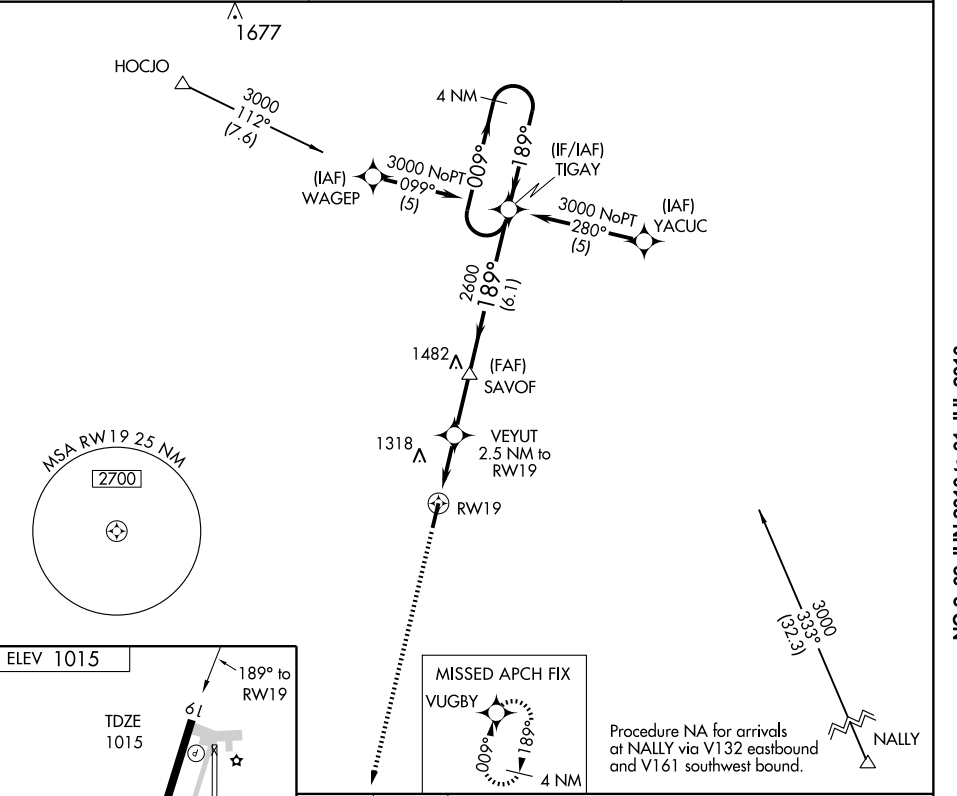 1677
HOCJO
3000
112°
(7.6)
4 NM
009°
189°
(IF/IAF)
TIGAY
(IAF)
WAGEP
3000 NoPT
099°
(5)
3000 NoPT
280°
(5)
(IAF)
YACUC
2600
189°
(6.1)
1482
(FAF)
SAVOF
1318
VEYUT
2.5 NM to
RW19
RW19
MSA RW19 25 NM
2700
3000
333°
(32.3)
NALLY
Procedure NA for arrivals
at NALLY via V132 eastbound
and V161 southwest bound.
MISSED APCH FIX
VUGBY
009°
189°
4 NM
ELEV 1015
189° to
RW19
19
TDZE
1015